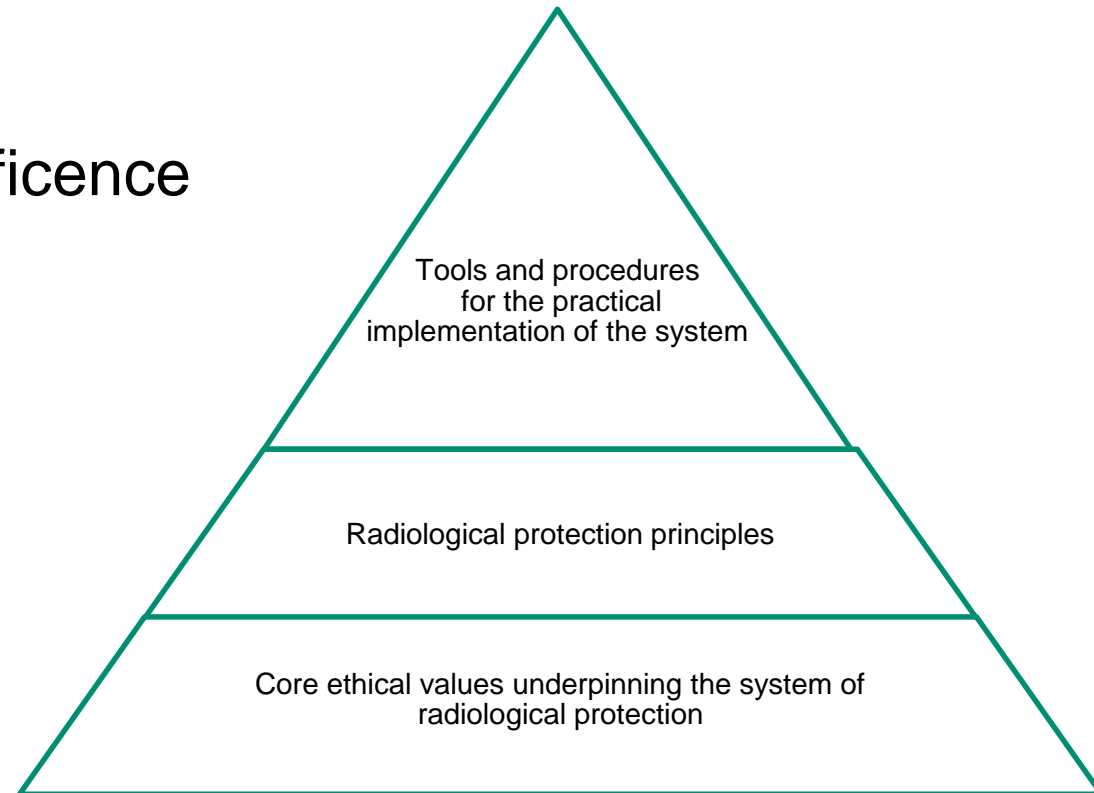 ficence
Tools and procedures
for the practical
implementation of the system
Radiological protection principles
Core ethical values underpinning the system of
radiological protection